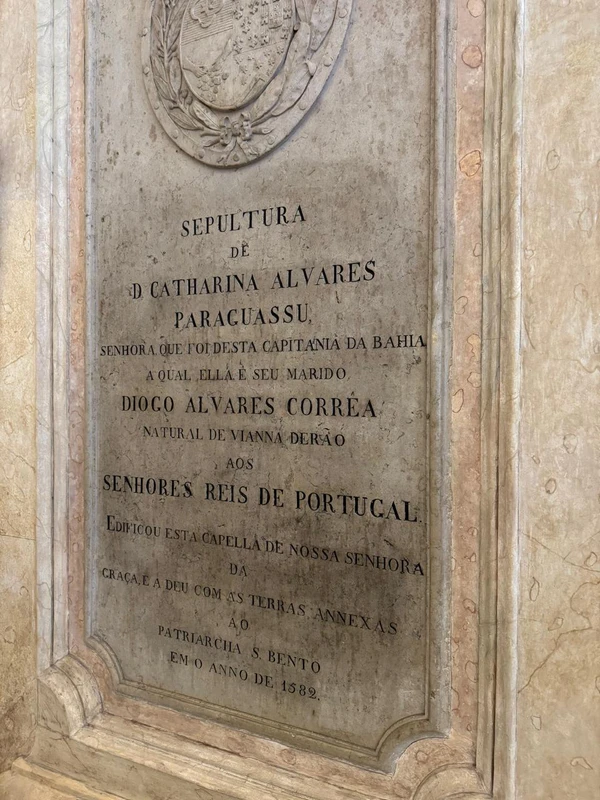 SEPULTURA
DE
D CATHARINA ALVARES
PARAGUASSU,
SENHORA QUE FOI DESTA CAPITANIA DA BAHIA
A QUAL ELLA E SEU MARIDO
DIOGO ALVARES CORRÊA
NATURAL DE VIANNA DERÃO
AOS
SENHORES REIS DE PORTUGAL.
EDIFICOU ESTA CAPELLA DE NOSSA SENHORA
DA
GRAÇA, E A DEU COM AS TERRAS ANNEXAS
AO
PATRIARCHA S. BENTO
EM O ANNO DE 1582.